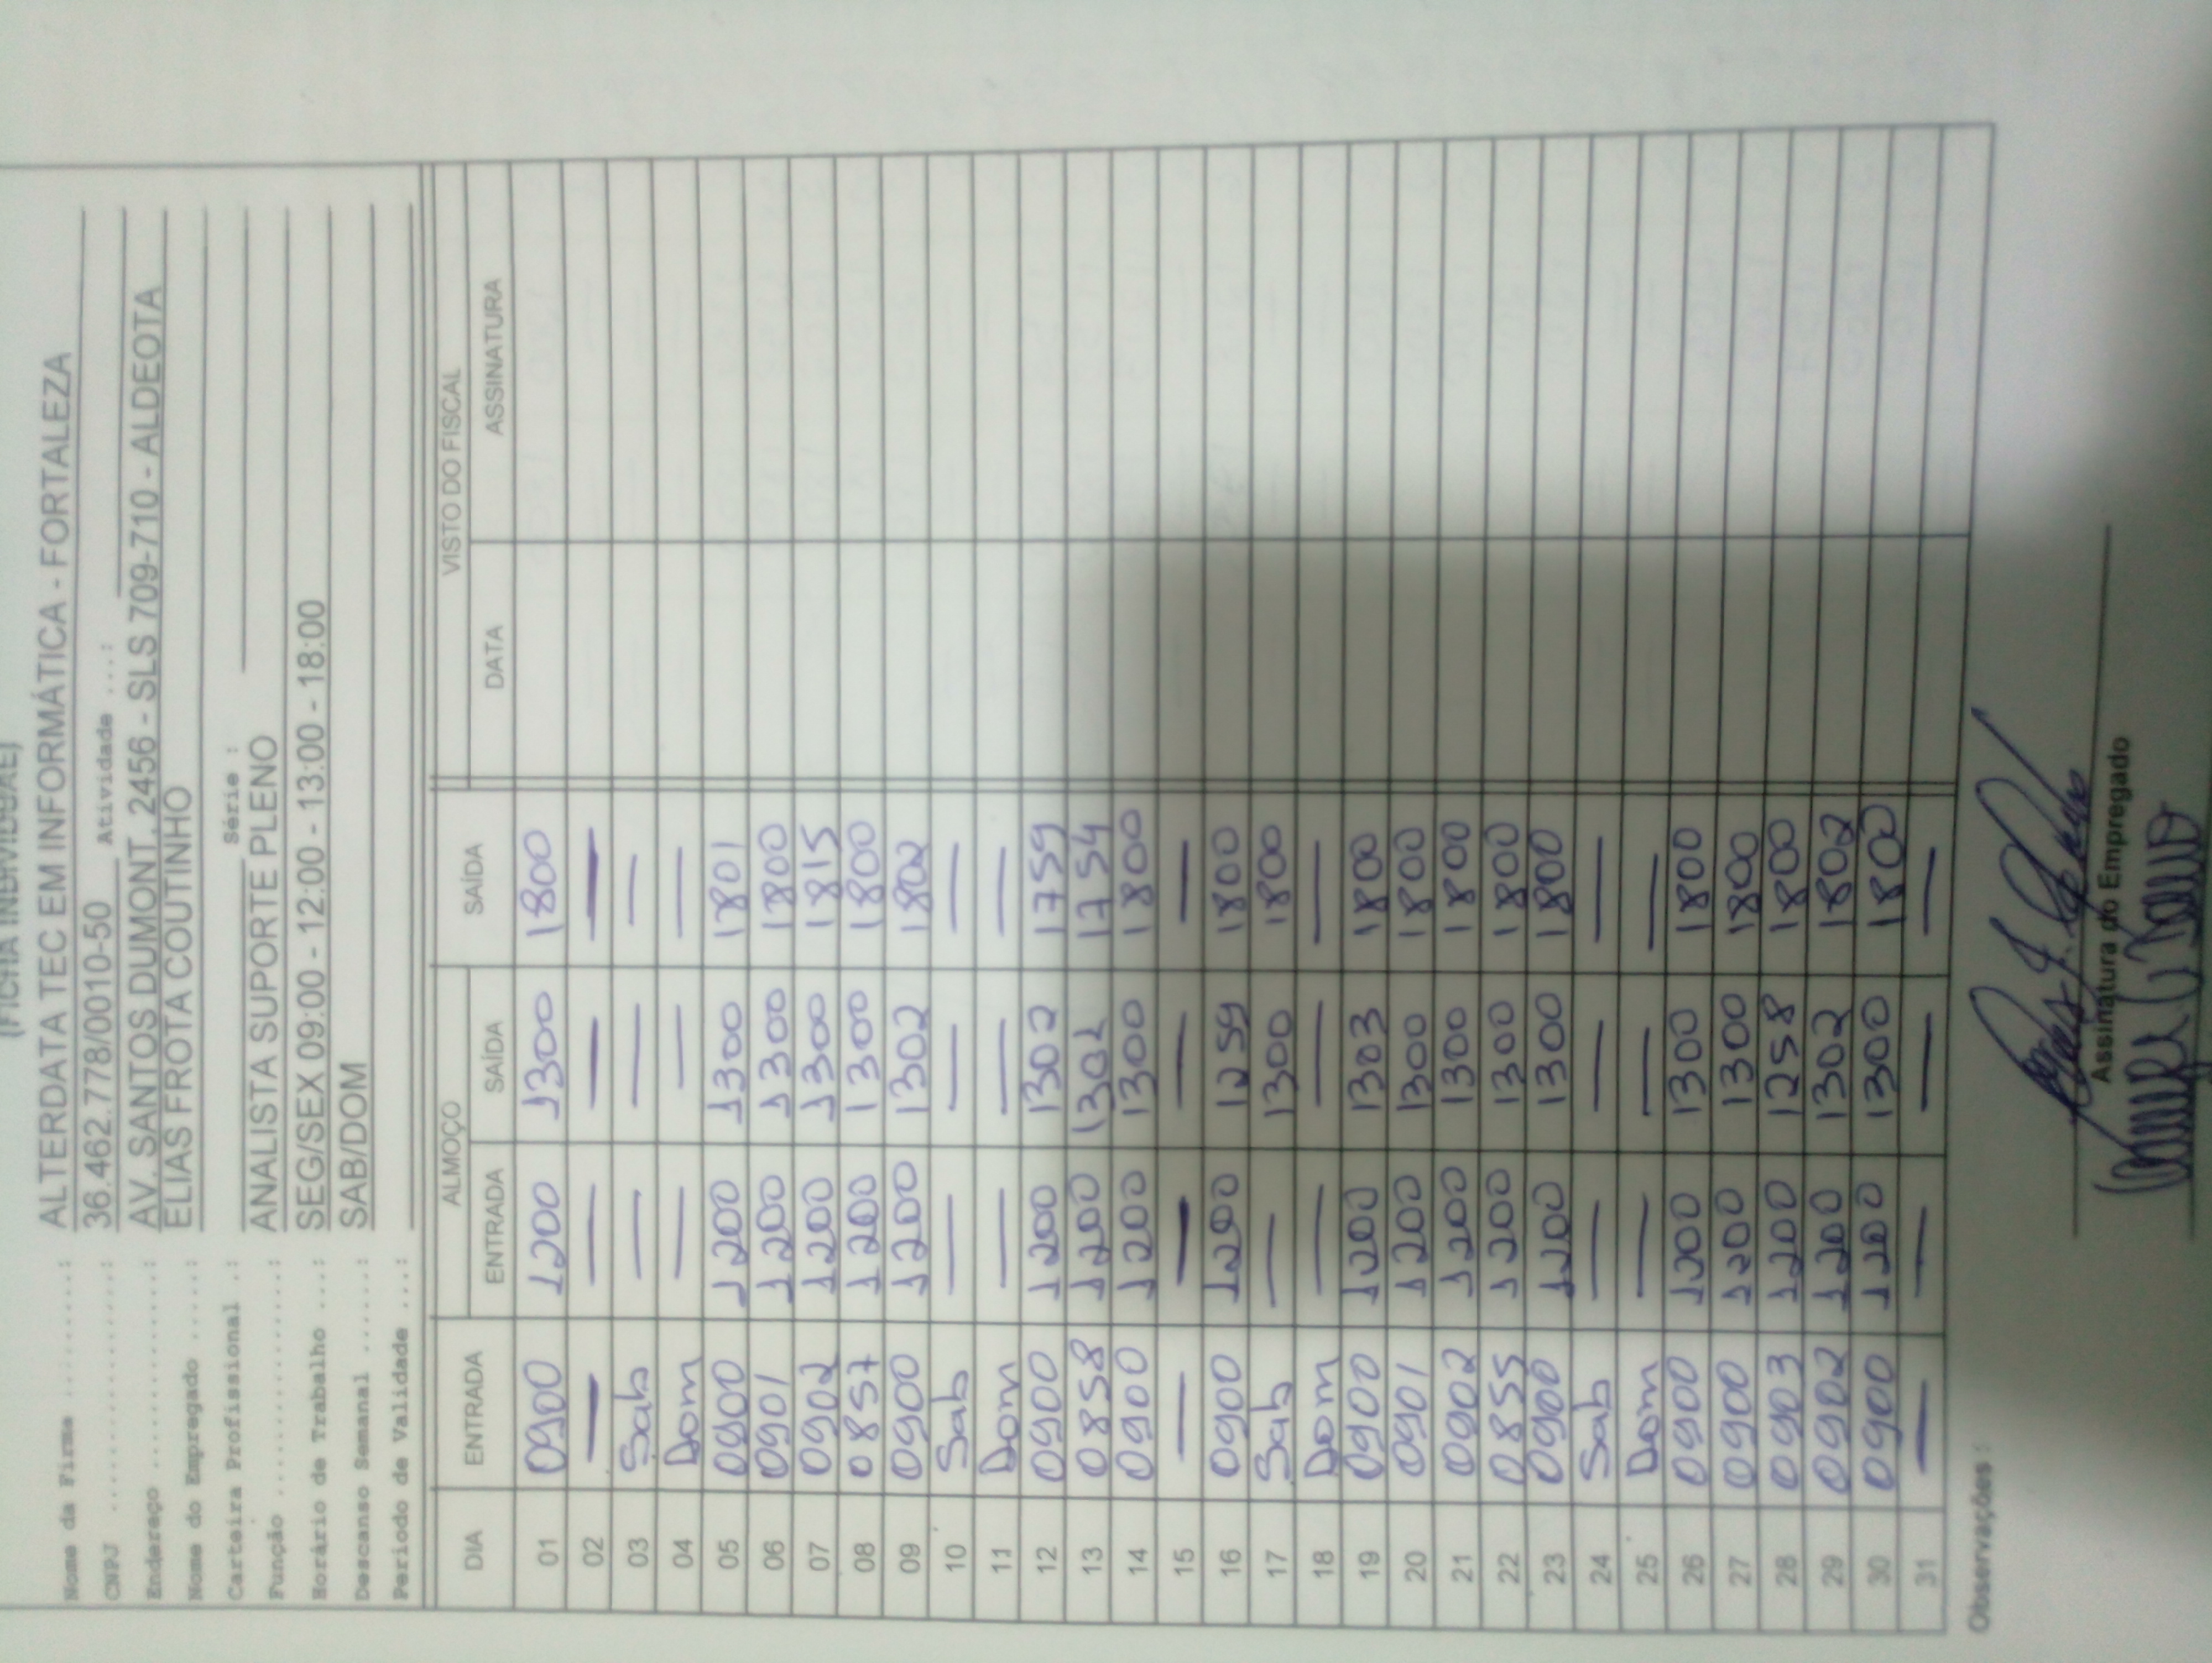 (FICHA INDIVIDUAL)
Nome da Firma .........: ALTERDATA TEC EM INFORMÁTICA - FORTALEZA
CNPJ ................: 36.462.778/0010-50 Atividade ...:
Endereço ..............: AV. SANTOS DUMONT, 2456 - SLS 709-710 - ALDEOTA
Nome do Empregado .....: ELIAS FROTA COUTINHO
Carteira Profissional .: Série :
Função ................: ANALISTA SUPORTE PLENO
Horário de Trabalho ...: SEG/SEX 09:00 - 12:00 - 13:00 - 18:00
Descanso Semanal ......: SAB/DOM
Periodo de Validade ...:
DIA ENTRADA ALMOÇO SAÍDA VISTO DO FISCAL
ENTRADA SAÍDA DATA ASSINATURA
01 0900 1200 1300 1800
02 — — — —
03 Sab — — —
04 Dom — — —
05 0900 1200 1300 1801
06 0901 1200 1300 1800
07 0902 1200 1300 1815
08 0857 1200 1300 1800
09 0900 1200 1302 1802
10 Sab — — —
11 Dom — — —
12 0900 1200 1302 1759
13 0858 1200 1301 1754
14 0900 1200 1300 1800
15 — — — —
16 0900 1200 1259 1800
17 Sab — 1300 1800
18 Dom — — —
19 0900 1200 1303 1800
20 0901 1200 1300 1800
21 0902 1200 1300 1800
22 0855 1200 1300 1800
23 0900 1200 1300 1800
24 Sab — — —
25 Dom — — —
26 0900 1200 1300 1800
27 0900 1200 1300 1800
28 0903 1200 1258 1800
29 0902 1200 1302 1802
30 0900 1200 1300 1800
31 — — — —
Observações :
Assinatura do Empregado